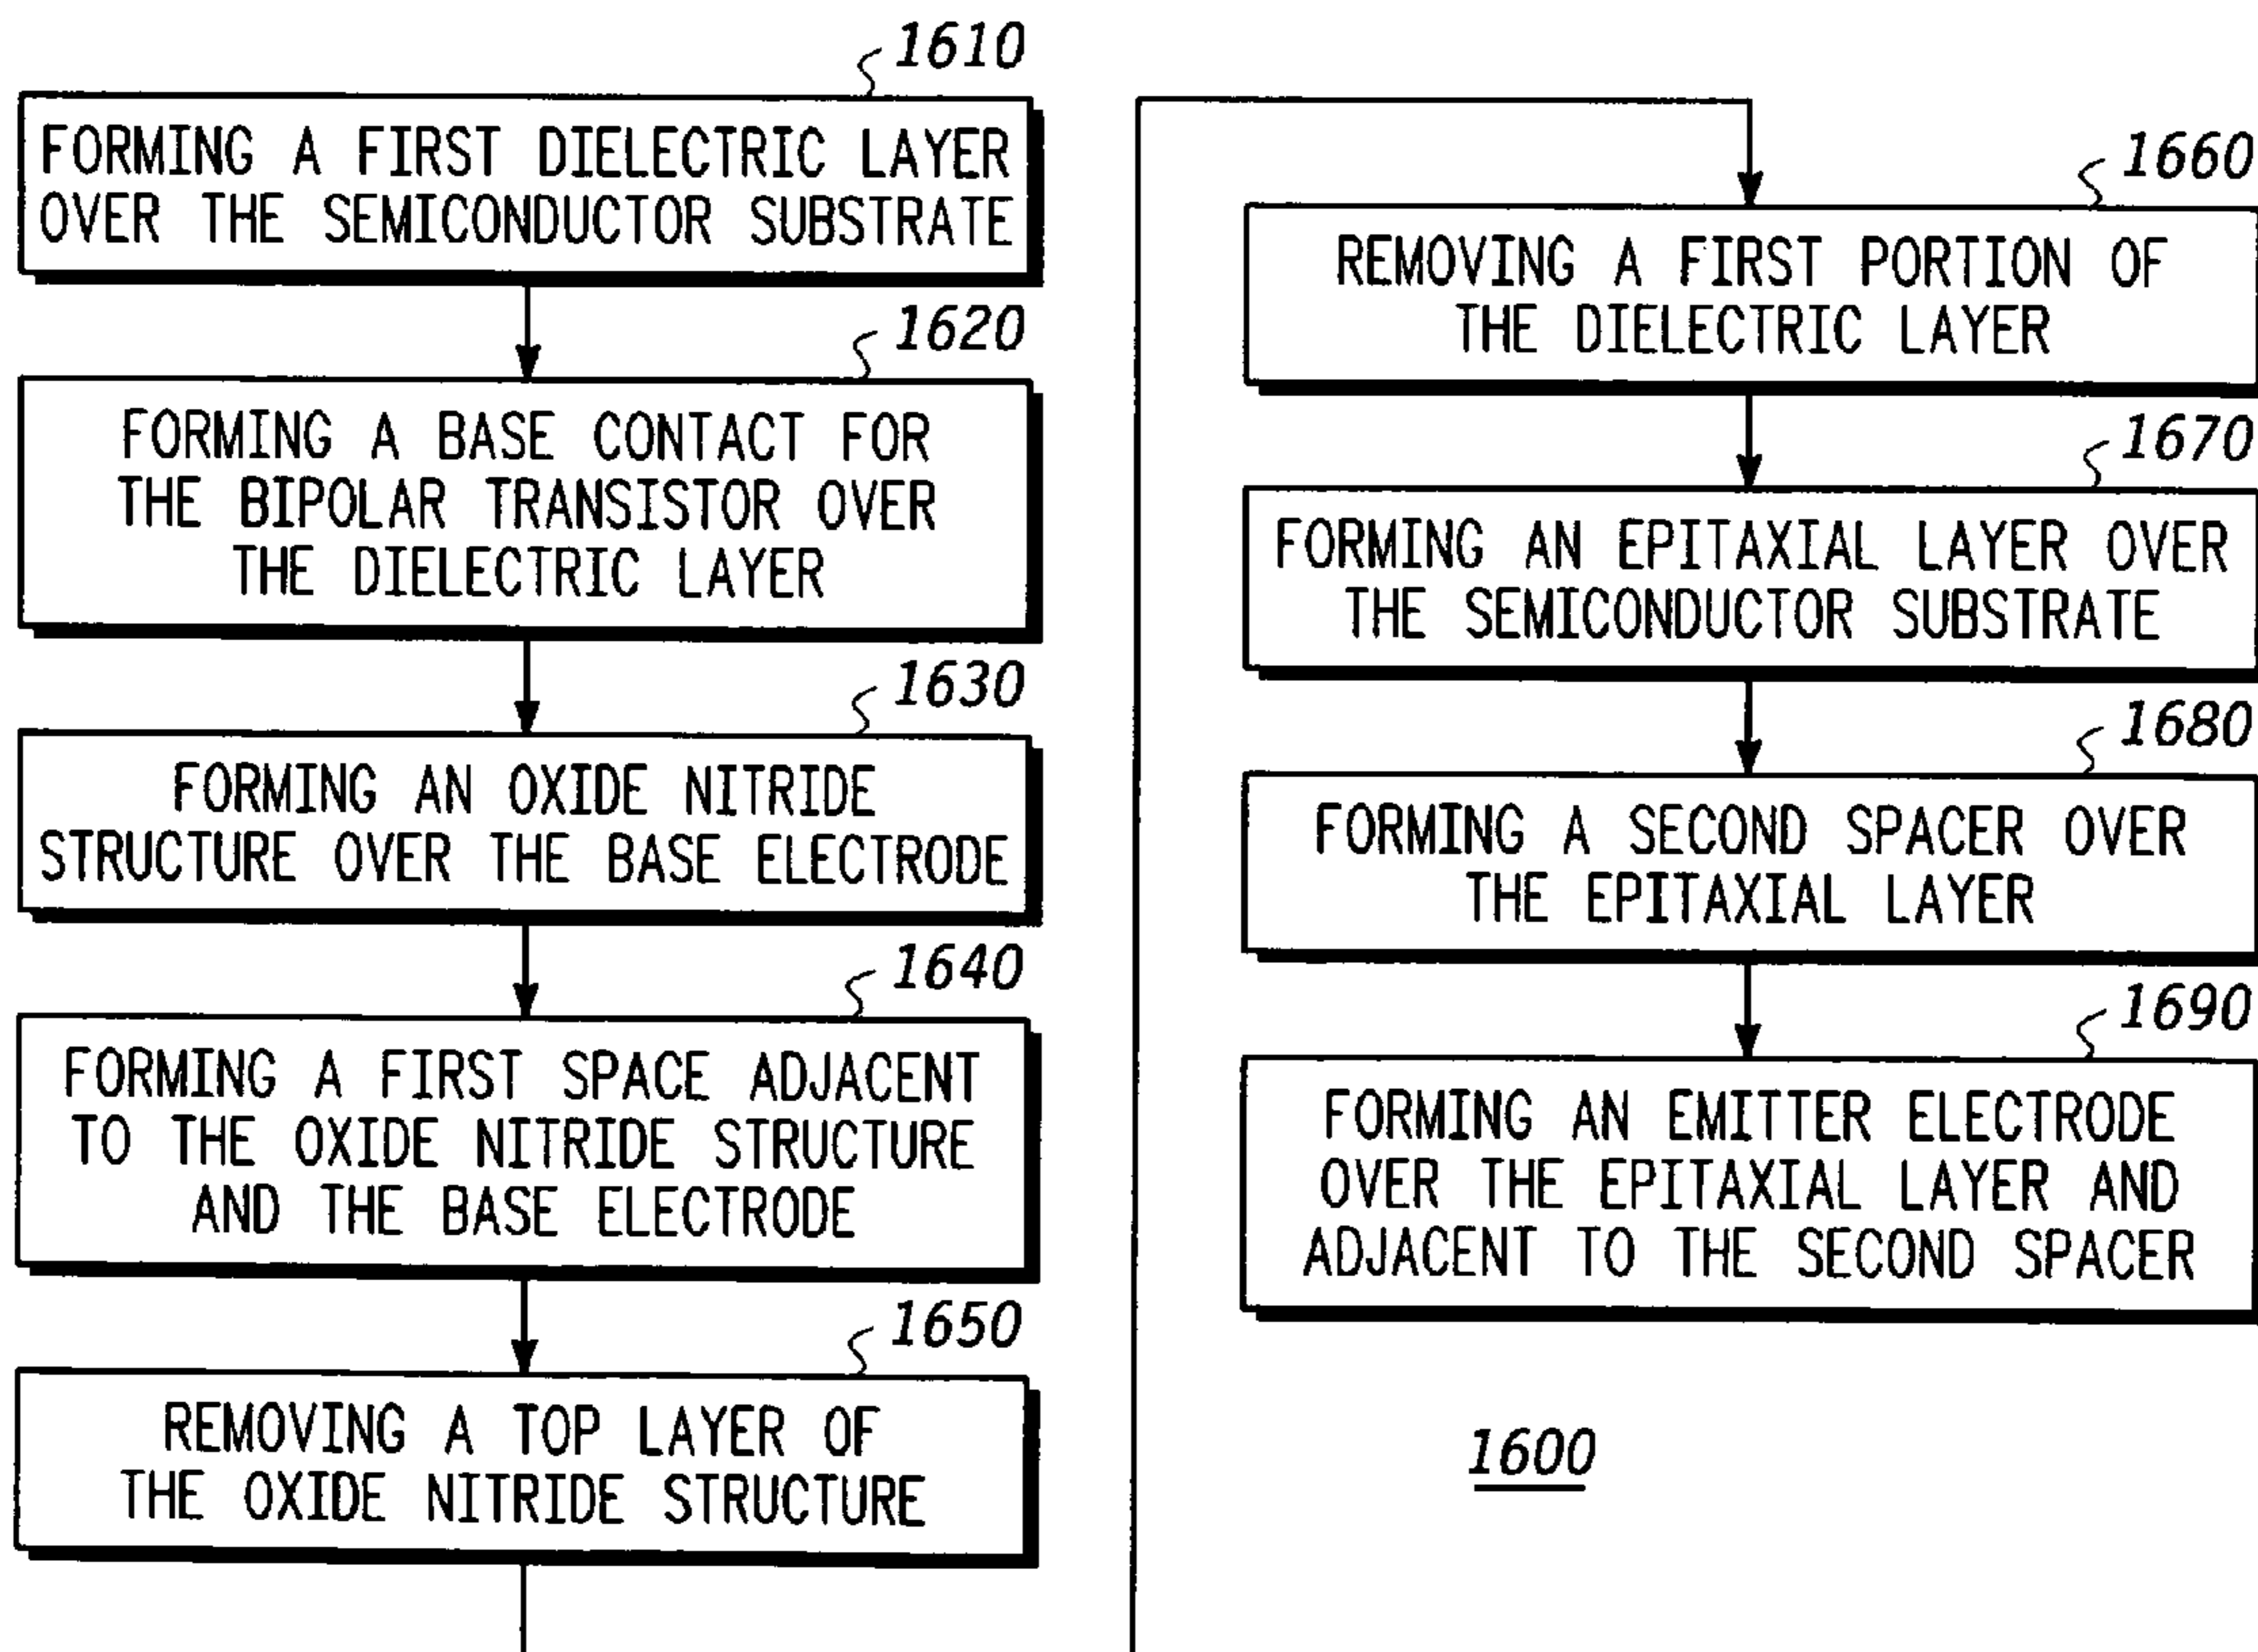 1610
FORMING A FIRST DIELECTRIC LAYER
OVER THE SEMICONDUCTOR SUBSTRATE
1620
FORMING A BASE CONTACT FOR
THE BIPOLAR TRANSISTOR OVER
THE DIELECTRIC LAYER
1630
FORMING AN OXIDE NITRIDE
STRUCTURE OVER THE BASE ELECTRODE
1640
FORMING A FIRST SPACE ADJACENT
TO THE OXIDE NITRIDE STRUCTURE
AND THE BASE ELECTRODE
1650
REMOVING A TOP LAYER OF
THE OXIDE NITRIDE STRUCTURE
1660
REMOVING A FIRST PORTION OF
THE DIELECTRIC LAYER
1670
FORMING AN EPITAXIAL LAYER OVER
THE SEMICONDUCTOR SUBSTRATE
1680
FORMING A SECOND SPACER OVER
THE EPITAXIAL LAYER
1690
FORMING AN EMITTER ELECTRODE
OVER THE EPITAXIAL LAYER AND
ADJACENT TO THE SECOND SPACER
1600